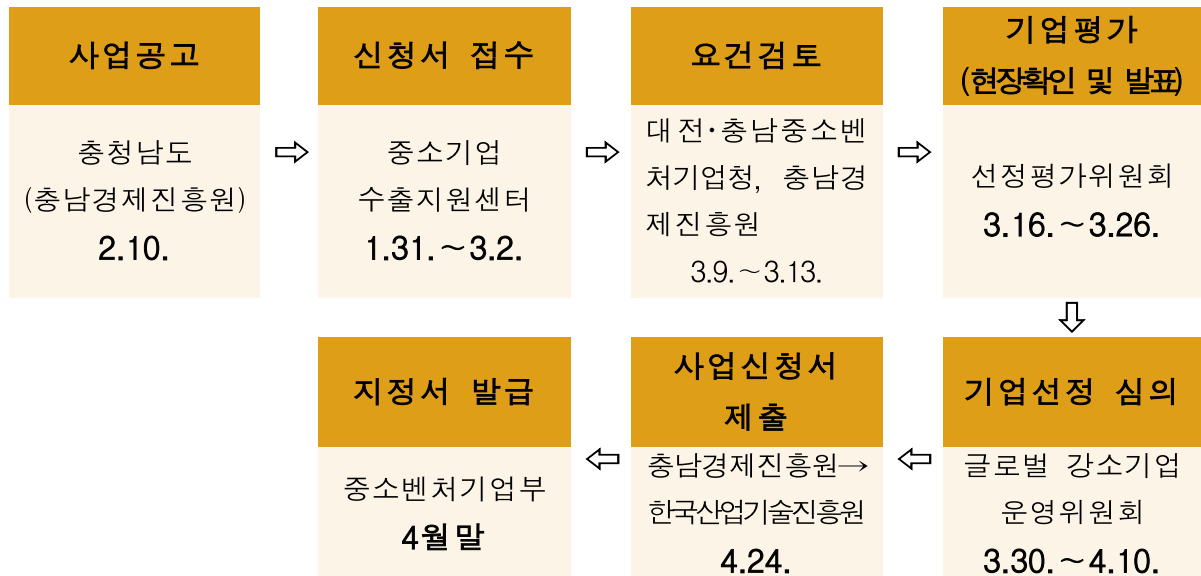 사업공고
충청남도
(충남경제진흥원)
2.10.
신청서 접수
중소기업
수출지원센터
1.31.~3.2.
요건검토
대전·충남중소벤
처기업청, 충남경
제진흥원
3.9.~3.13.
기업평가
(현장확인 및 발표)
선정평가위원회
3.16.~3.26.
기업선정 심의
글로벌 강소기업
운영위원회
3.30.~4.10.
사업신청서
제출
충남경제진흥원→
한국산업기술진흥원
4.24.
지정서 발급
중소벤처기업부
4월말